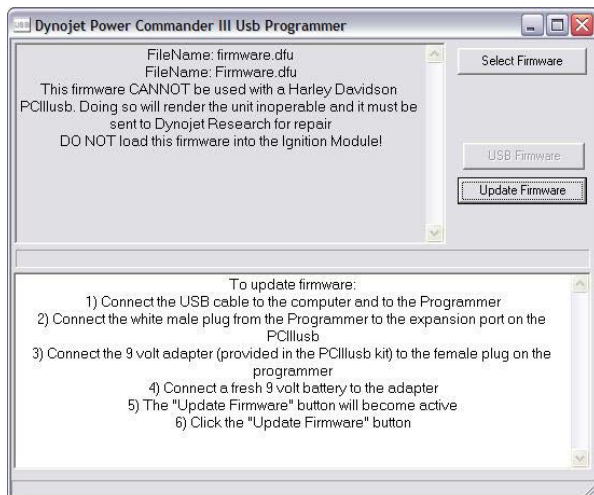 USB Dynojet Power Commander III Usb Programmer
FileName: firmware.dfu
FileName: Firmware.dfu
This firmware CANNOT be used with a Harley Davidson
PCIIIusb. Doing so will render the unit inoperable and it must be
sent to Dynojet Research for repair
DO NOT load this firmware into the Ignition Module!
Select Firmware
USB Firmware
Update Firmware
To update firmware:
1) Connect the USB cable to the computer and to the Programmer
2) Connect the white male plug from the Programmer to the expansion port on the
PCIIIusb
3) Connect the 9 volt adapter (provided in the PCIIIusb kit) to the female plug on the
programmer
4) Connect a fresh 9 volt battery to the adapter
5) The "Update Firmware" button will become active
6) Click the "Update Firmware" button